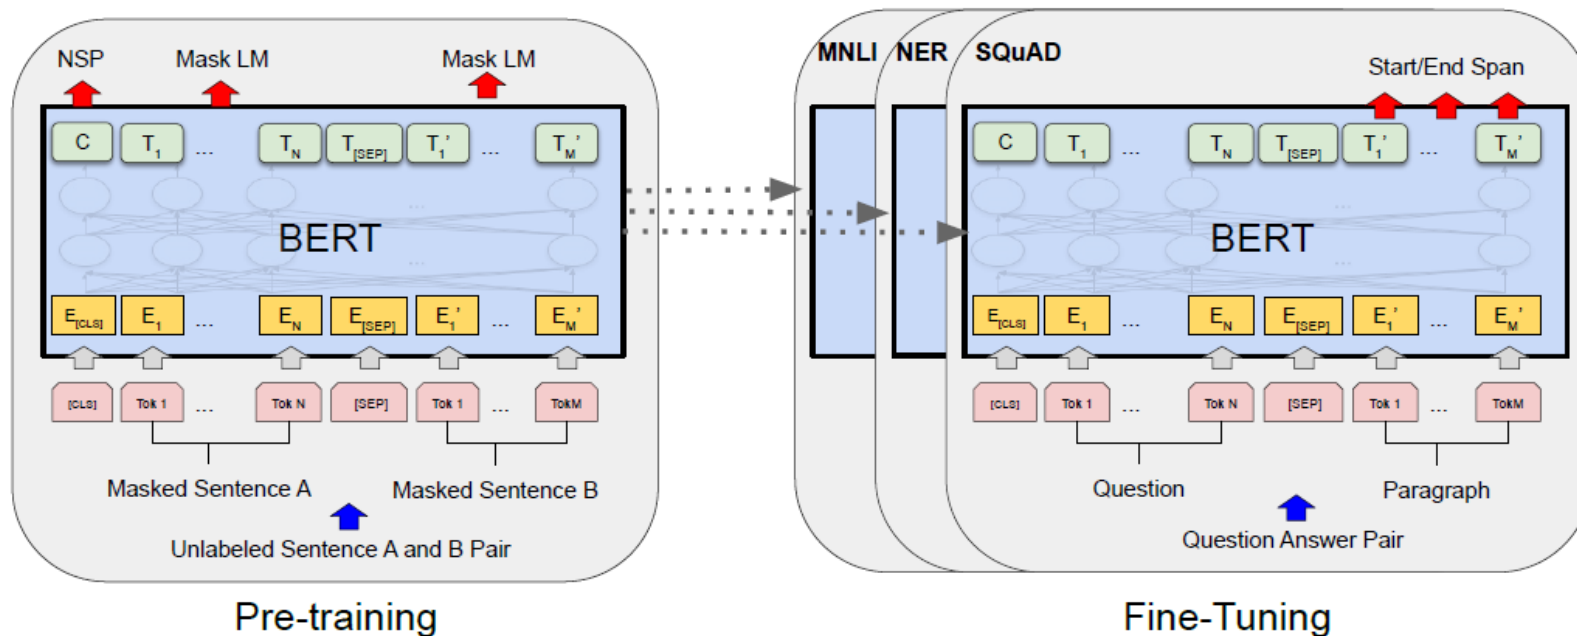 NSP Mask LM Mask LM
C T1 ... TN T[SEP] T1' ... TM'
...
BERT
...
E[CLS] E1 ... EN E[SEP] E1' ... EM'
[CLS] Tok 1 ... Tok N [SEP] Tok 1 ... TokM
Masked Sentence A Masked Sentence B
Unlabeled Sentence A and B Pair
Pre-training
MNLI NER SQuAD
Start/End Span
C T1 ... TN T[SEP] T1' ... TM'
...
BERT
...
E[CLS] E1 ... EN E[SEP] E1' ... EM'
[CLS] Tok 1 ... Tok N [SEP] Tok 1 ... TokM
Question Paragraph
Question Answer Pair
Fine-Tuning